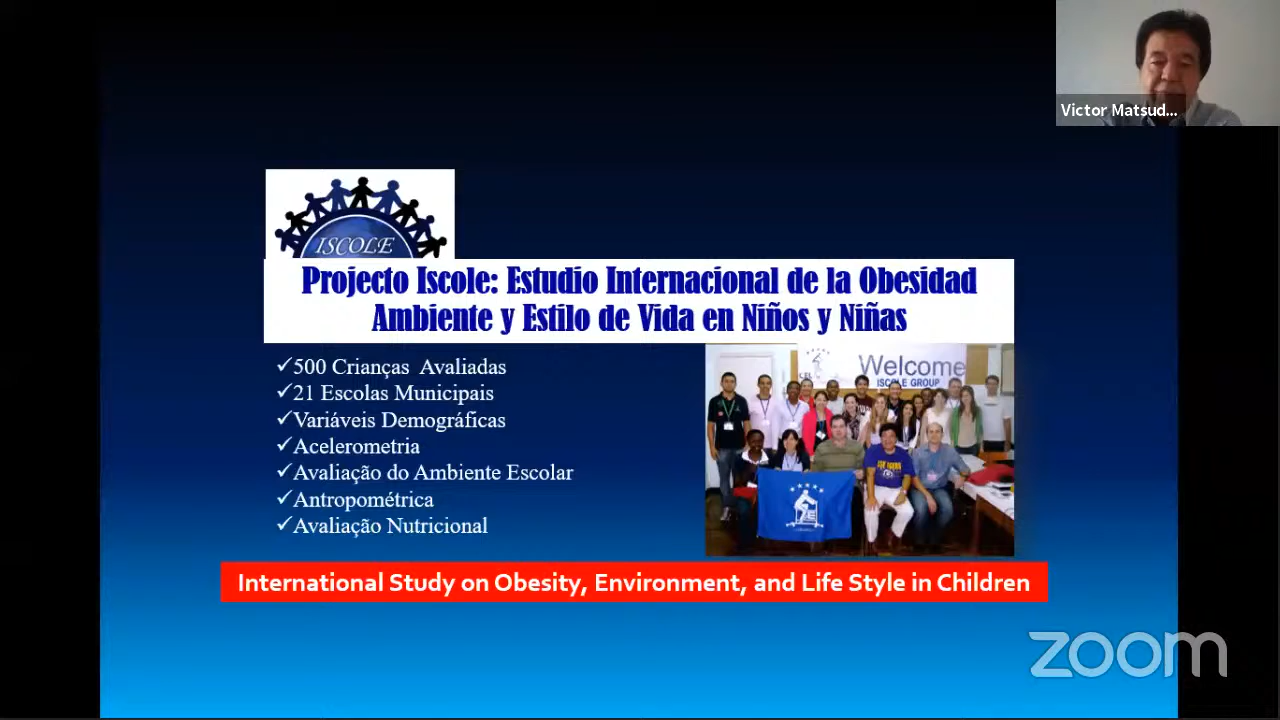 Victor Matsud...
ISCOLE
Projecto Iscole: Estudio Internacional de la Obesidad
Ambiente y Estilo de Vida en Niños y Niñas
✓500 Crianças Avaliadas
✓21 Escolas Municipais
✓Variáveis Demográficas
✓Acelerometria
✓Avaliação do Ambiente Escolar
✓Antropométrica
✓Avaliação Nutricional
Welcome
ISCOLE GROUP
International Study on Obesity, Environment, and Life Style in Children
zoom